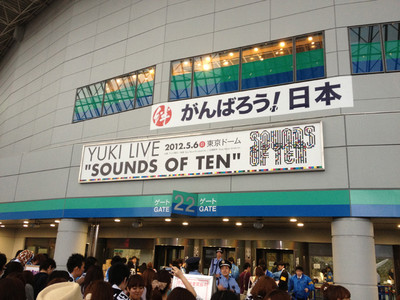 がんばろう!日本
YUKI LIVE
2012.5.6 日 東京ドーム
"SOUNDS OF TEN"
SOUNDS
OF TEN
ゲート 22 ゲート
GATE GATE